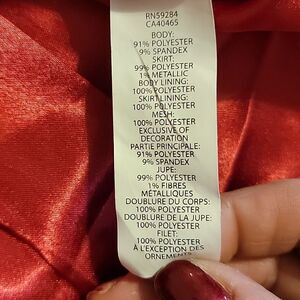 RN59284
CA40465
BODY:
91% POLYESTER
9% SPANDEX
SKIRT:
99% POLYESTER
1% METALLIC
BODY LINING:
100% POLYESTER
SKIRT LINING:
100% POLYESTER
MESH:
100% POLYESTER
EXCLUSIVE OF
DECORATION
PARTIE PRINCIPALE:
91% POLYESTER
9% SPANDEX
JUPE:
99% POLYESTER
1% FIBRES
MÉTALLIQUES
DOUBLURE DU CORPS:
100% POLYESTER
DOUBLURE DE LA JUPE:
100% POLYESTER
FILET:
100% POLYESTER
À L'EXCEPTION DES
ORNEMENTS